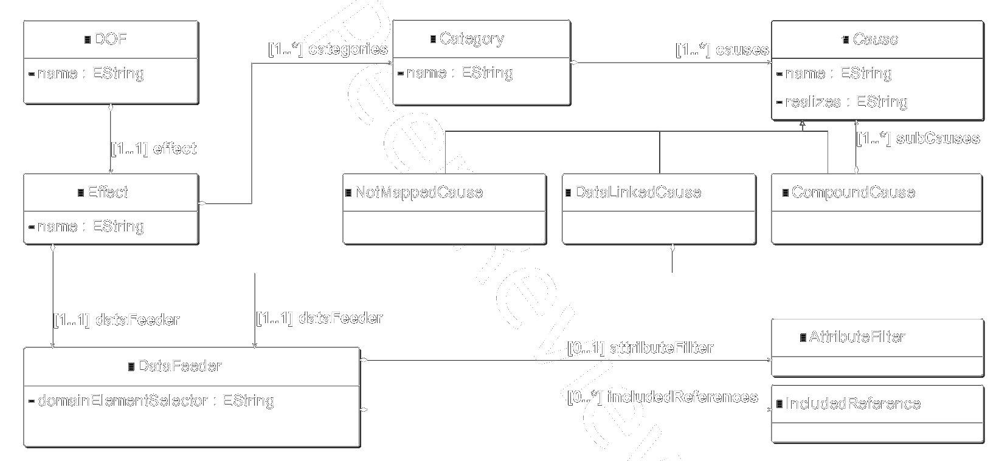 DOF
name : EString
[1..*] categories
Category
name : EString
[1..*] causes
Cause
name : EString
realizes : EString
[1..1] effect
[1..*] subCauses
Effect
name : EString
NotMappedCause
DataLinkedCause
CompoundCause
[1..1] dataFeeder
[1..1] dataFeeder
DataFeeder
domainElementSelector : EString
[0..1] attributeFilter
AttributeFilter
[0..*] includedReferences
IncludedReference